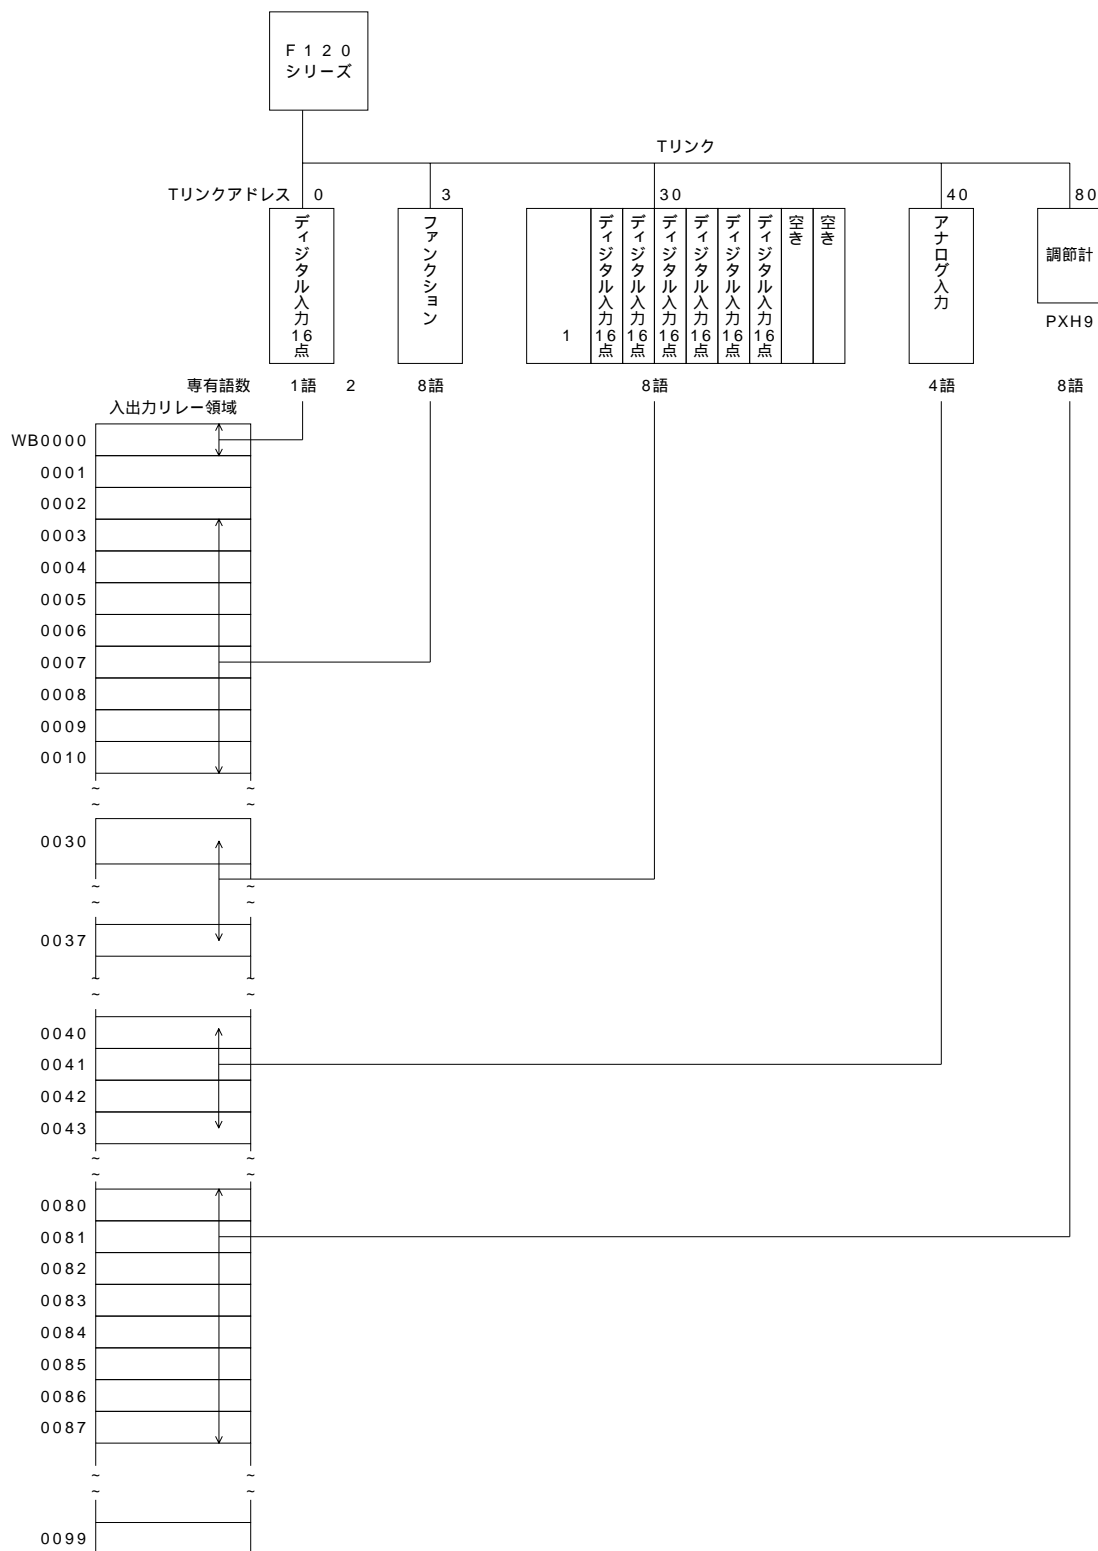 F120
シリーズ
Tリンク
Tリンクアドレス 0 3 30 40 80
ディジタル入力16点
ファンクション
1
ディジタル入力16点
ディジタル入力16点
ディジタル入力16点
ディジタル入力16点
ディジタル入力16点
ディジタル入力16点
空き
空き
アナログ入力
調節計
PXH9
専有語数 1語 2 8語 8語 4語 8語
入出力リレー領域
WB0000
0001
0002
0003
0004
0005
0006
0007
0008
0009
0010
0030
0037
0040
0041
0042
0043
0080
0081
0082
0083
0084
0085
0086
0087
0099